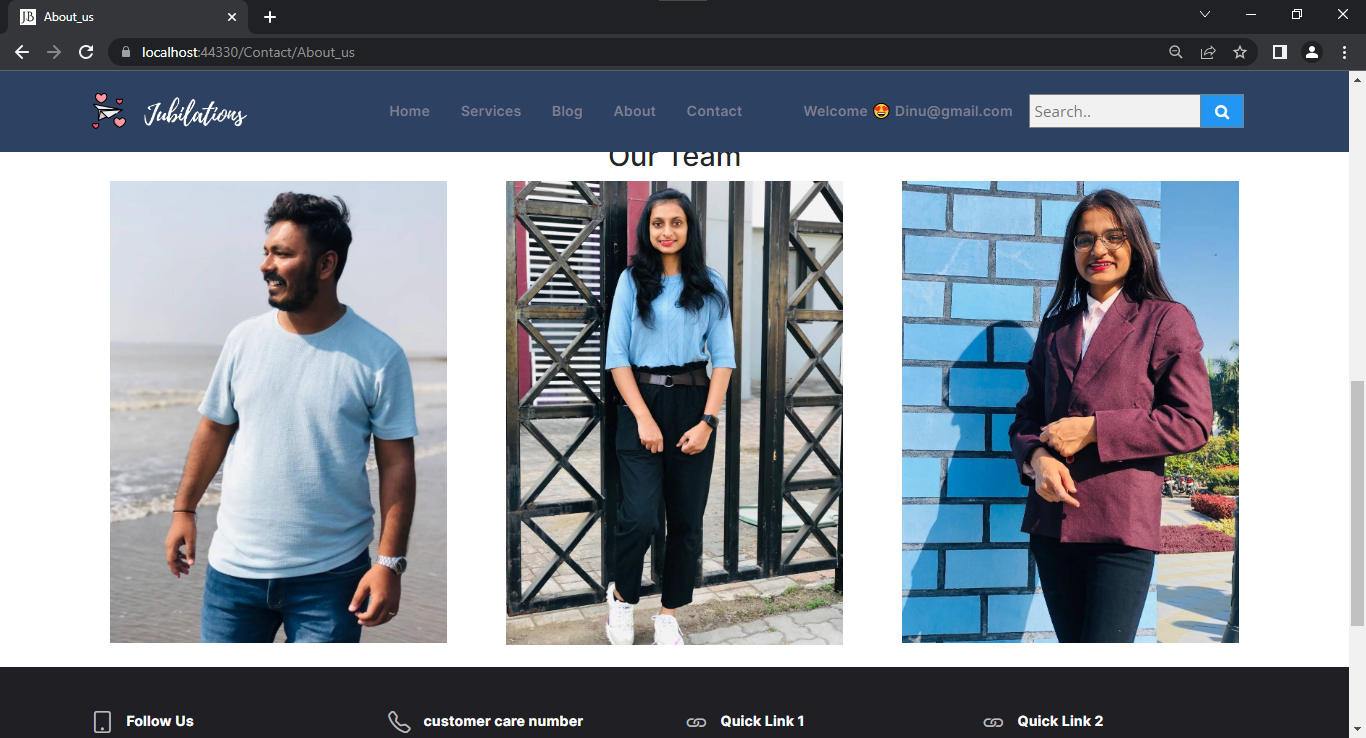 JB About_us
localhost:44330/Contact/About_us
Jubilations
Home Services Blog About Contact Welcome 😍 Dinu@gmail.com Search..
Our Team
Follow Us customer care number Quick Link 1 Quick Link 2